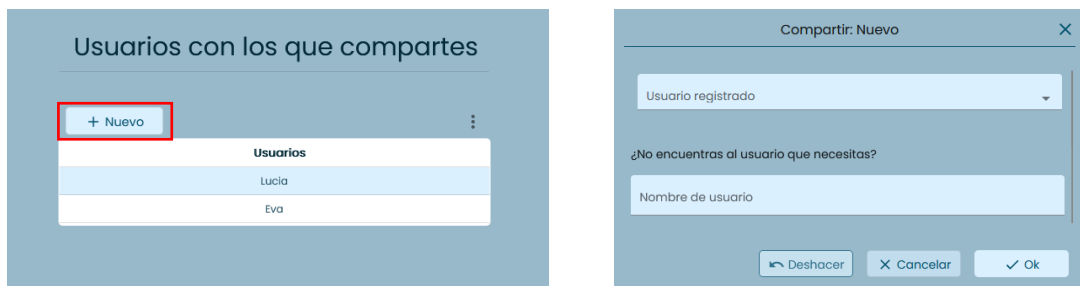 Usuarios con los que compartes
+ Nuevo
Usuarios
Lucia
Eva
Compartir: Nuevo
Usuario registrado
¿No encuentras al usuario que necesitas?
Nombre de usuario
Deshacer
Cancelar
Ok